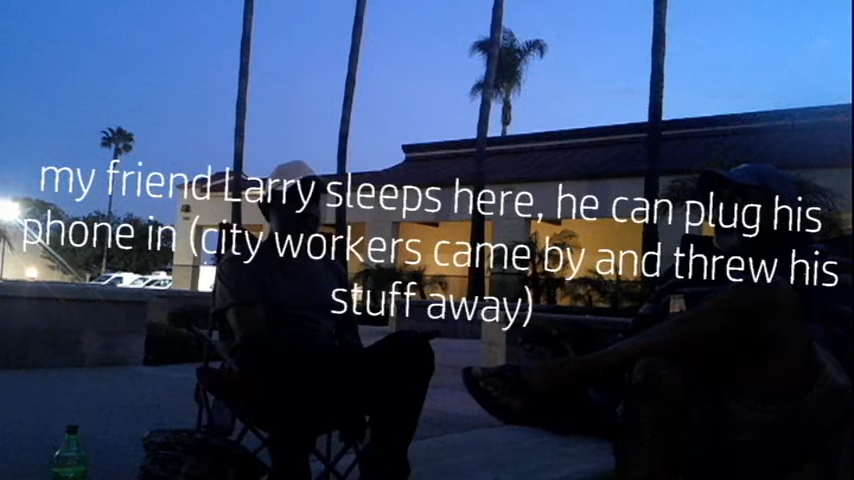 my friend Larry sleeps here, he can plug his
phone in (city workers came by and threw his
stuff away)